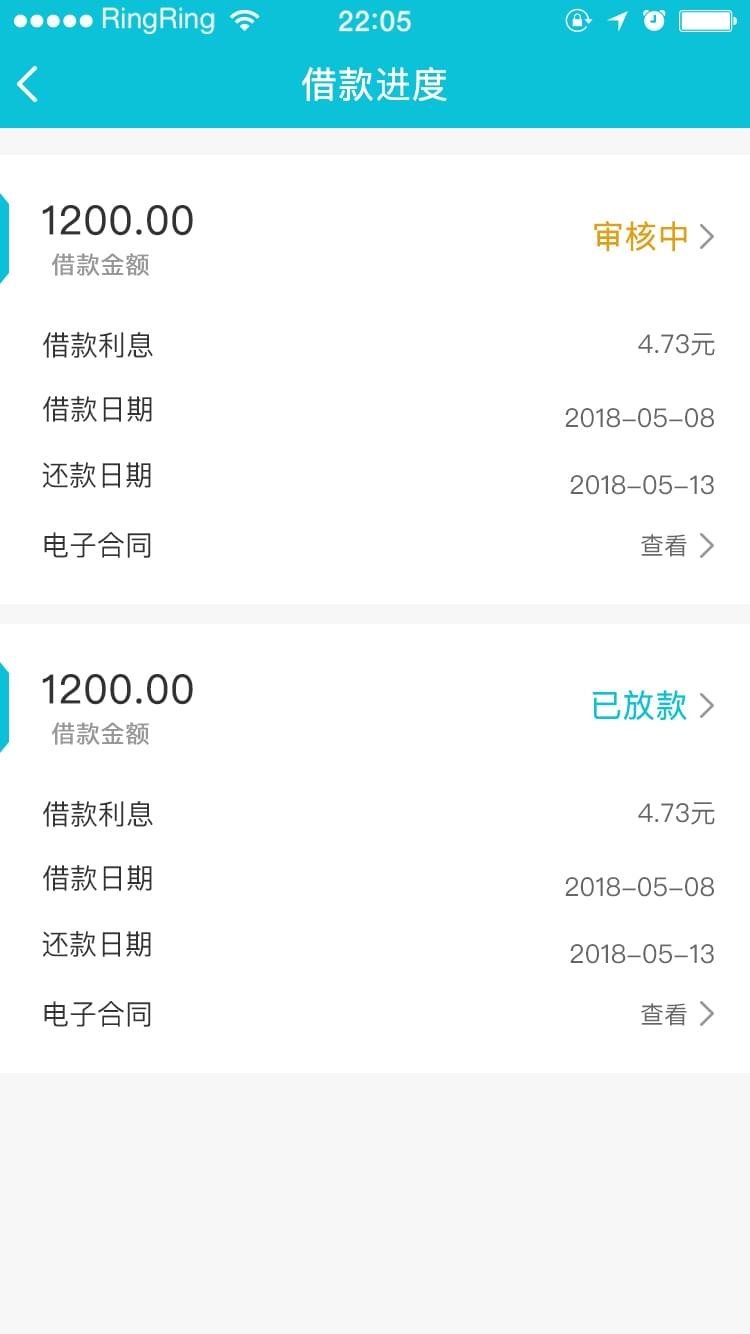 RingRing 22:05
借款进度
1200.00
审核中
借款金额
借款利息 4.73元
借款日期 2018-05-08
还款日期 2018-05-13
电子合同 查看
1200.00
已放款
借款金额
借款利息 4.73元
借款日期 2018-05-08
还款日期 2018-05-13
电子合同 查看